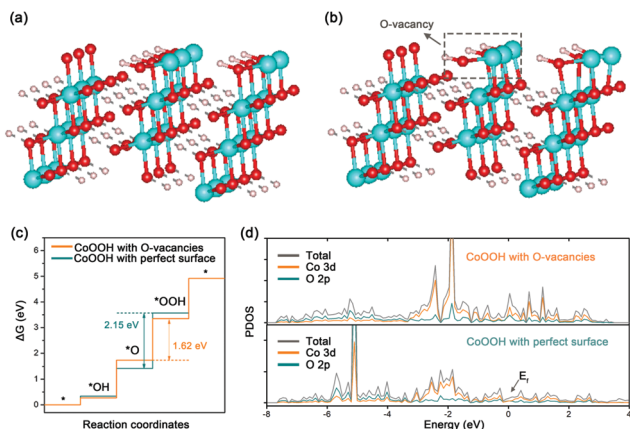 (a)
(b)
O-vacancy
(c)
CoOOH with O-vacancies
CoOOH with perfect surface
ΔG (eV)
6
5
4
3
2
1
0
*
*OH
*O
*OOH
*
2.15 eV
1.62 eV
Reaction coordinates
(d)
PDOS
Total
Co 3d
O 2p
CoOOH with O-vacancies
Total
Co 3d
O 2p
CoOOH with perfect surface
Ef
-8 -6 -4 -2 0 2 4
Energy (eV)